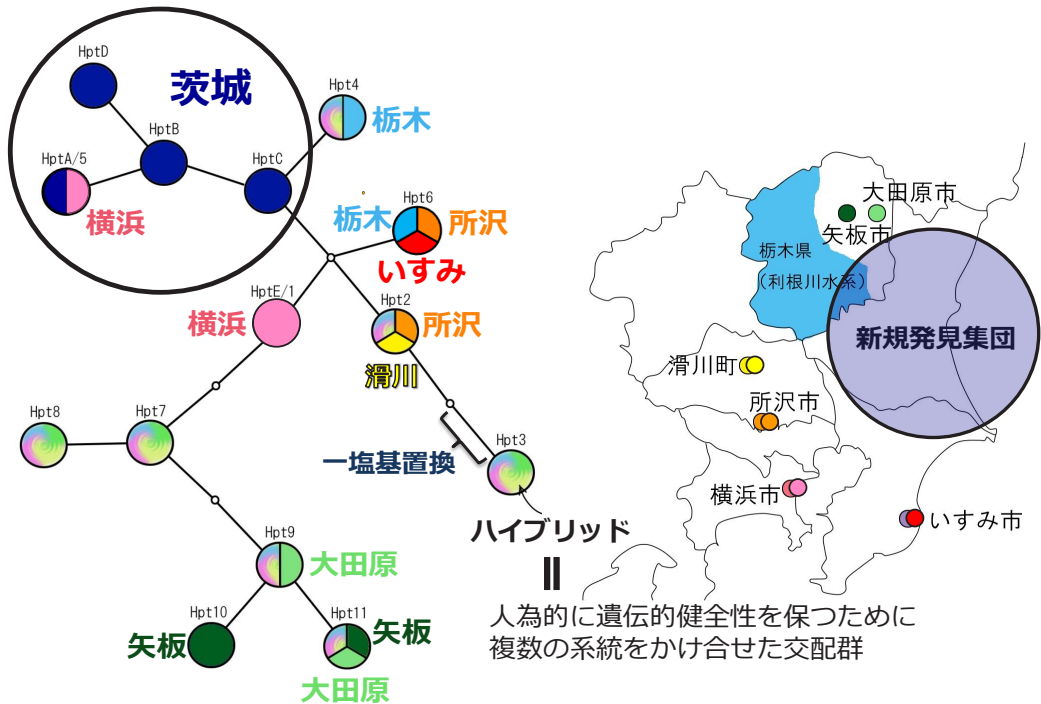 HptD
茨城
Hpt4
栃木
HptB
HptA/5
HptC
横浜
Hpt6
栃木
所沢
いすみ
HptE/1
横浜
Hpt2
所沢
滑川
Hpt8
Hpt7
一塩基置換
Hpt3
ハイブリッド
=
人為的に遺伝的健全性を保つために
複数の系統をかけ合せた交配群
Hpt9
大田原
Hpt10
矢板
Hpt11
矢板
大田原
大田原市
矢板市
栃木県
(利根川水系)
新規発見集団
滑川町
所沢市
横浜市
いすみ市